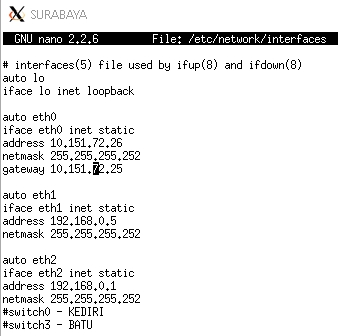 SURABAYA
GNU nano 2.2.6 File: /etc/network/interfaces
# interfaces(5) file used by ifup(8) and ifdown(8)
auto lo
iface lo inet loopback
auto eth0
iface eth0 inet static
address 10.151.72.26
netmask 255.255.255.252
gateway 10.151.72.25
auto eth1
iface eth1 inet static
address 192.168.0.5
netmask 255.255.255.252
auto eth2
iface eth2 inet static
address 192.168.0.1
netmask 255.255.255.252
#switch0 - KEDIRI
#switch3 - BATU